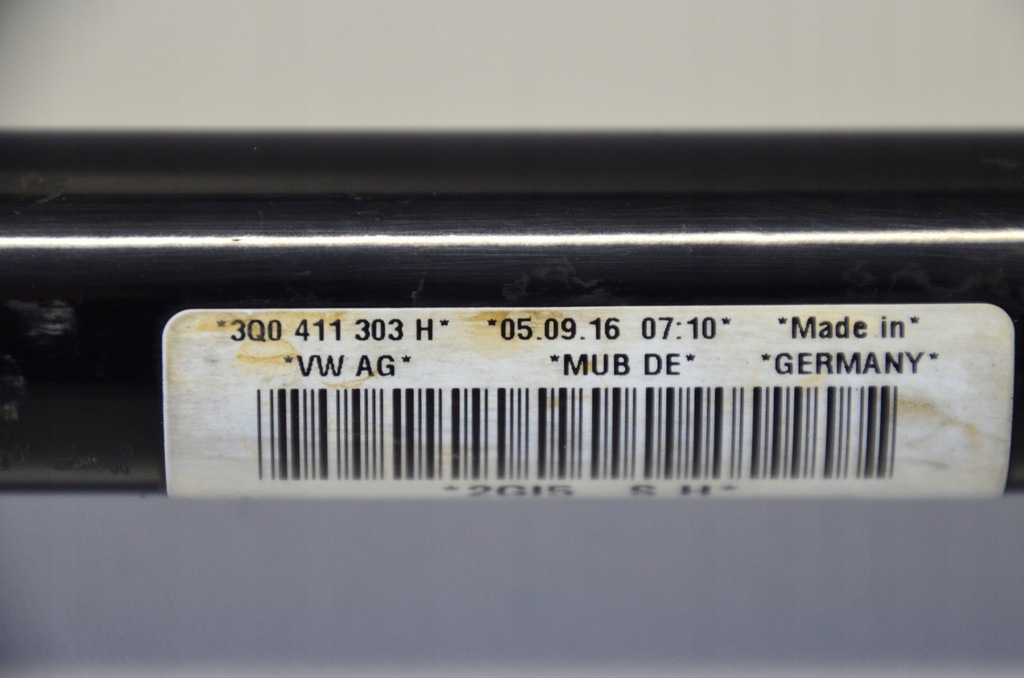 *3Q0 411 303 H* *05.09.16 07:10* *Made in*
*VW AG* *MUB DE* *GERMANY*